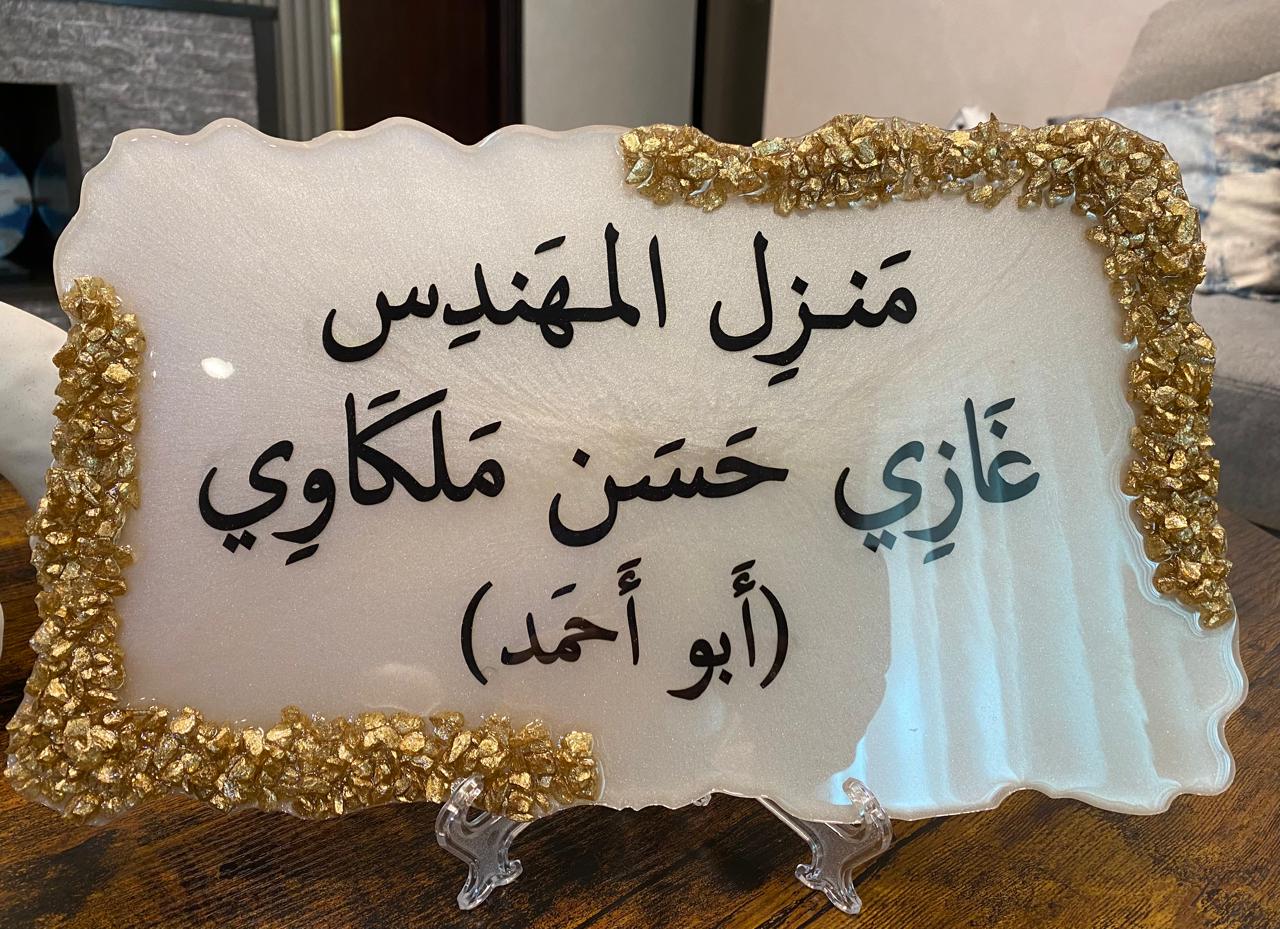 مَنزِل المهَندِس
غَازِي حَسَن مَلكَاوِي
(أَبو أَحمَد)